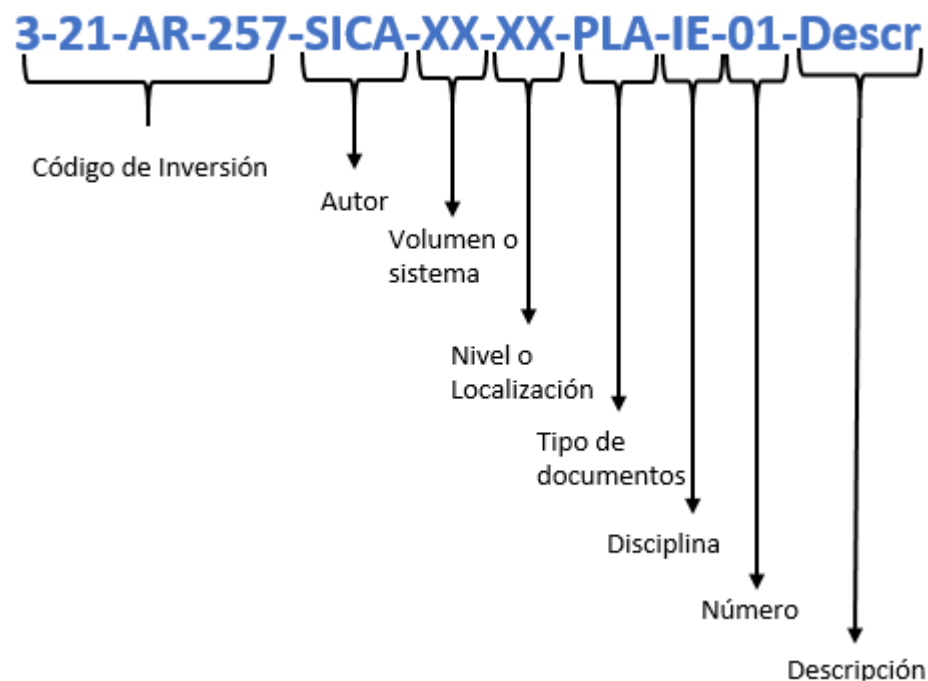 3-21-AR-257-SICA-XX-XX-PLA-IE-01-Descr
Código de Inversión
Autor
Volumen o
sistema
Nivel o
Localización
Tipo de
documentos
Disciplina
Número
Descripción